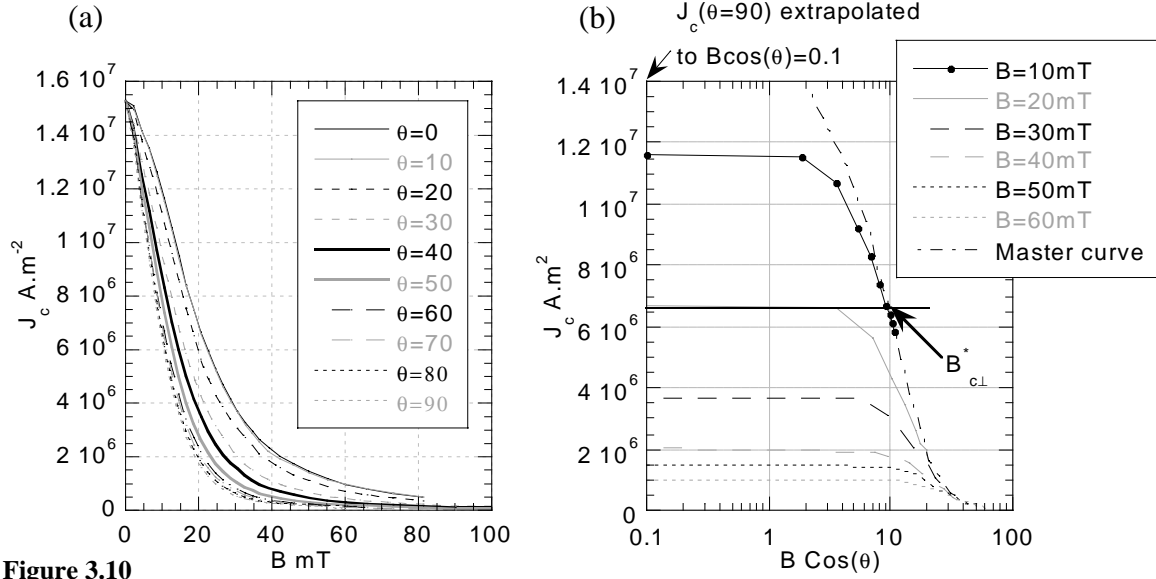 (a)
1.6 10^7
1.4 10^7
1.2 10^7
1 10^7
8 10^6
6 10^6
4 10^6
2 10^6
0
J_c A.m^-2
0 20 40 60 80 100
B mT
θ=0
θ=10
θ=20
θ=30
θ=40
θ=50
θ=60
θ=70
θ=80
θ=90
(b)
J_c(θ=90) extrapolated
to Bcos(θ)=0.1
1.4 10^7
1.2 10^7
1 10^7
8 10^6
6 10^6
4 10^6
2 10^6
0
J_c A.m^2
0.1 1 10 100
B Cos(θ)
B=10mT
B=20mT
B=30mT
B=40mT
B=50mT
B=60mT
Master curve
B*_c⊥
Figure 3.10